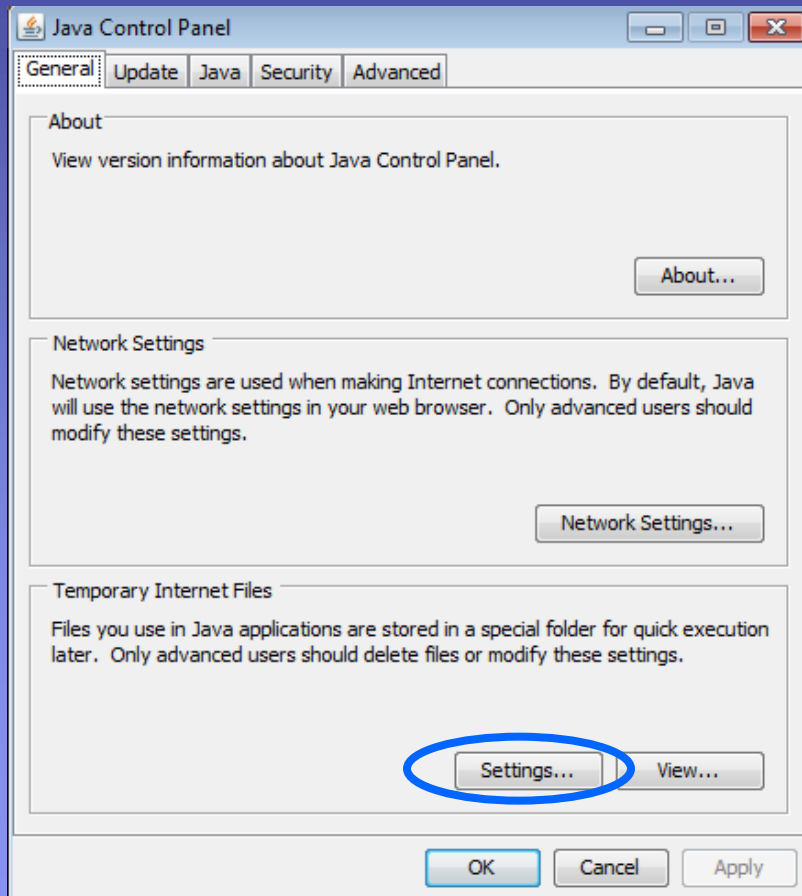 Java Control Panel
General Update Java Security Advanced
About
View version information about Java Control Panel.
About...
Network Settings
Network settings are used when making Internet connections. By default, Java
will use the network settings in your web browser. Only advanced users should
modify these settings.
Network Settings...
Temporary Internet Files
Files you use in Java applications are stored in a special folder for quick execution
later. Only advanced users should delete files or modify these settings.
Settings... View...
OK Cancel Apply